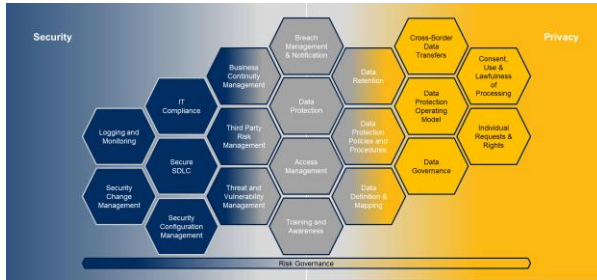 Security
Privacy
Breach
Management
& Notification
Cross-Border
Data
Transfers
Business
Continuity
Management
Data
Retention
Consent,
Use &
Lawfulness
of
Processing
IT
Compliance
Data
Protection
Data
Protection
Operating
Model
Logging and
Monitoring
Third Party
Risk
Management
Data
Protection
Policies and
Procedures
Individual
Requests &
Rights
Secure
SDLC
Access
Management
Data
Governance
Security
Change
Management
Threat and
Vulnerability
Management
Data
Definition &
Mapping
Security
Configuration
Management
Training and
Awareness
Risk Governance